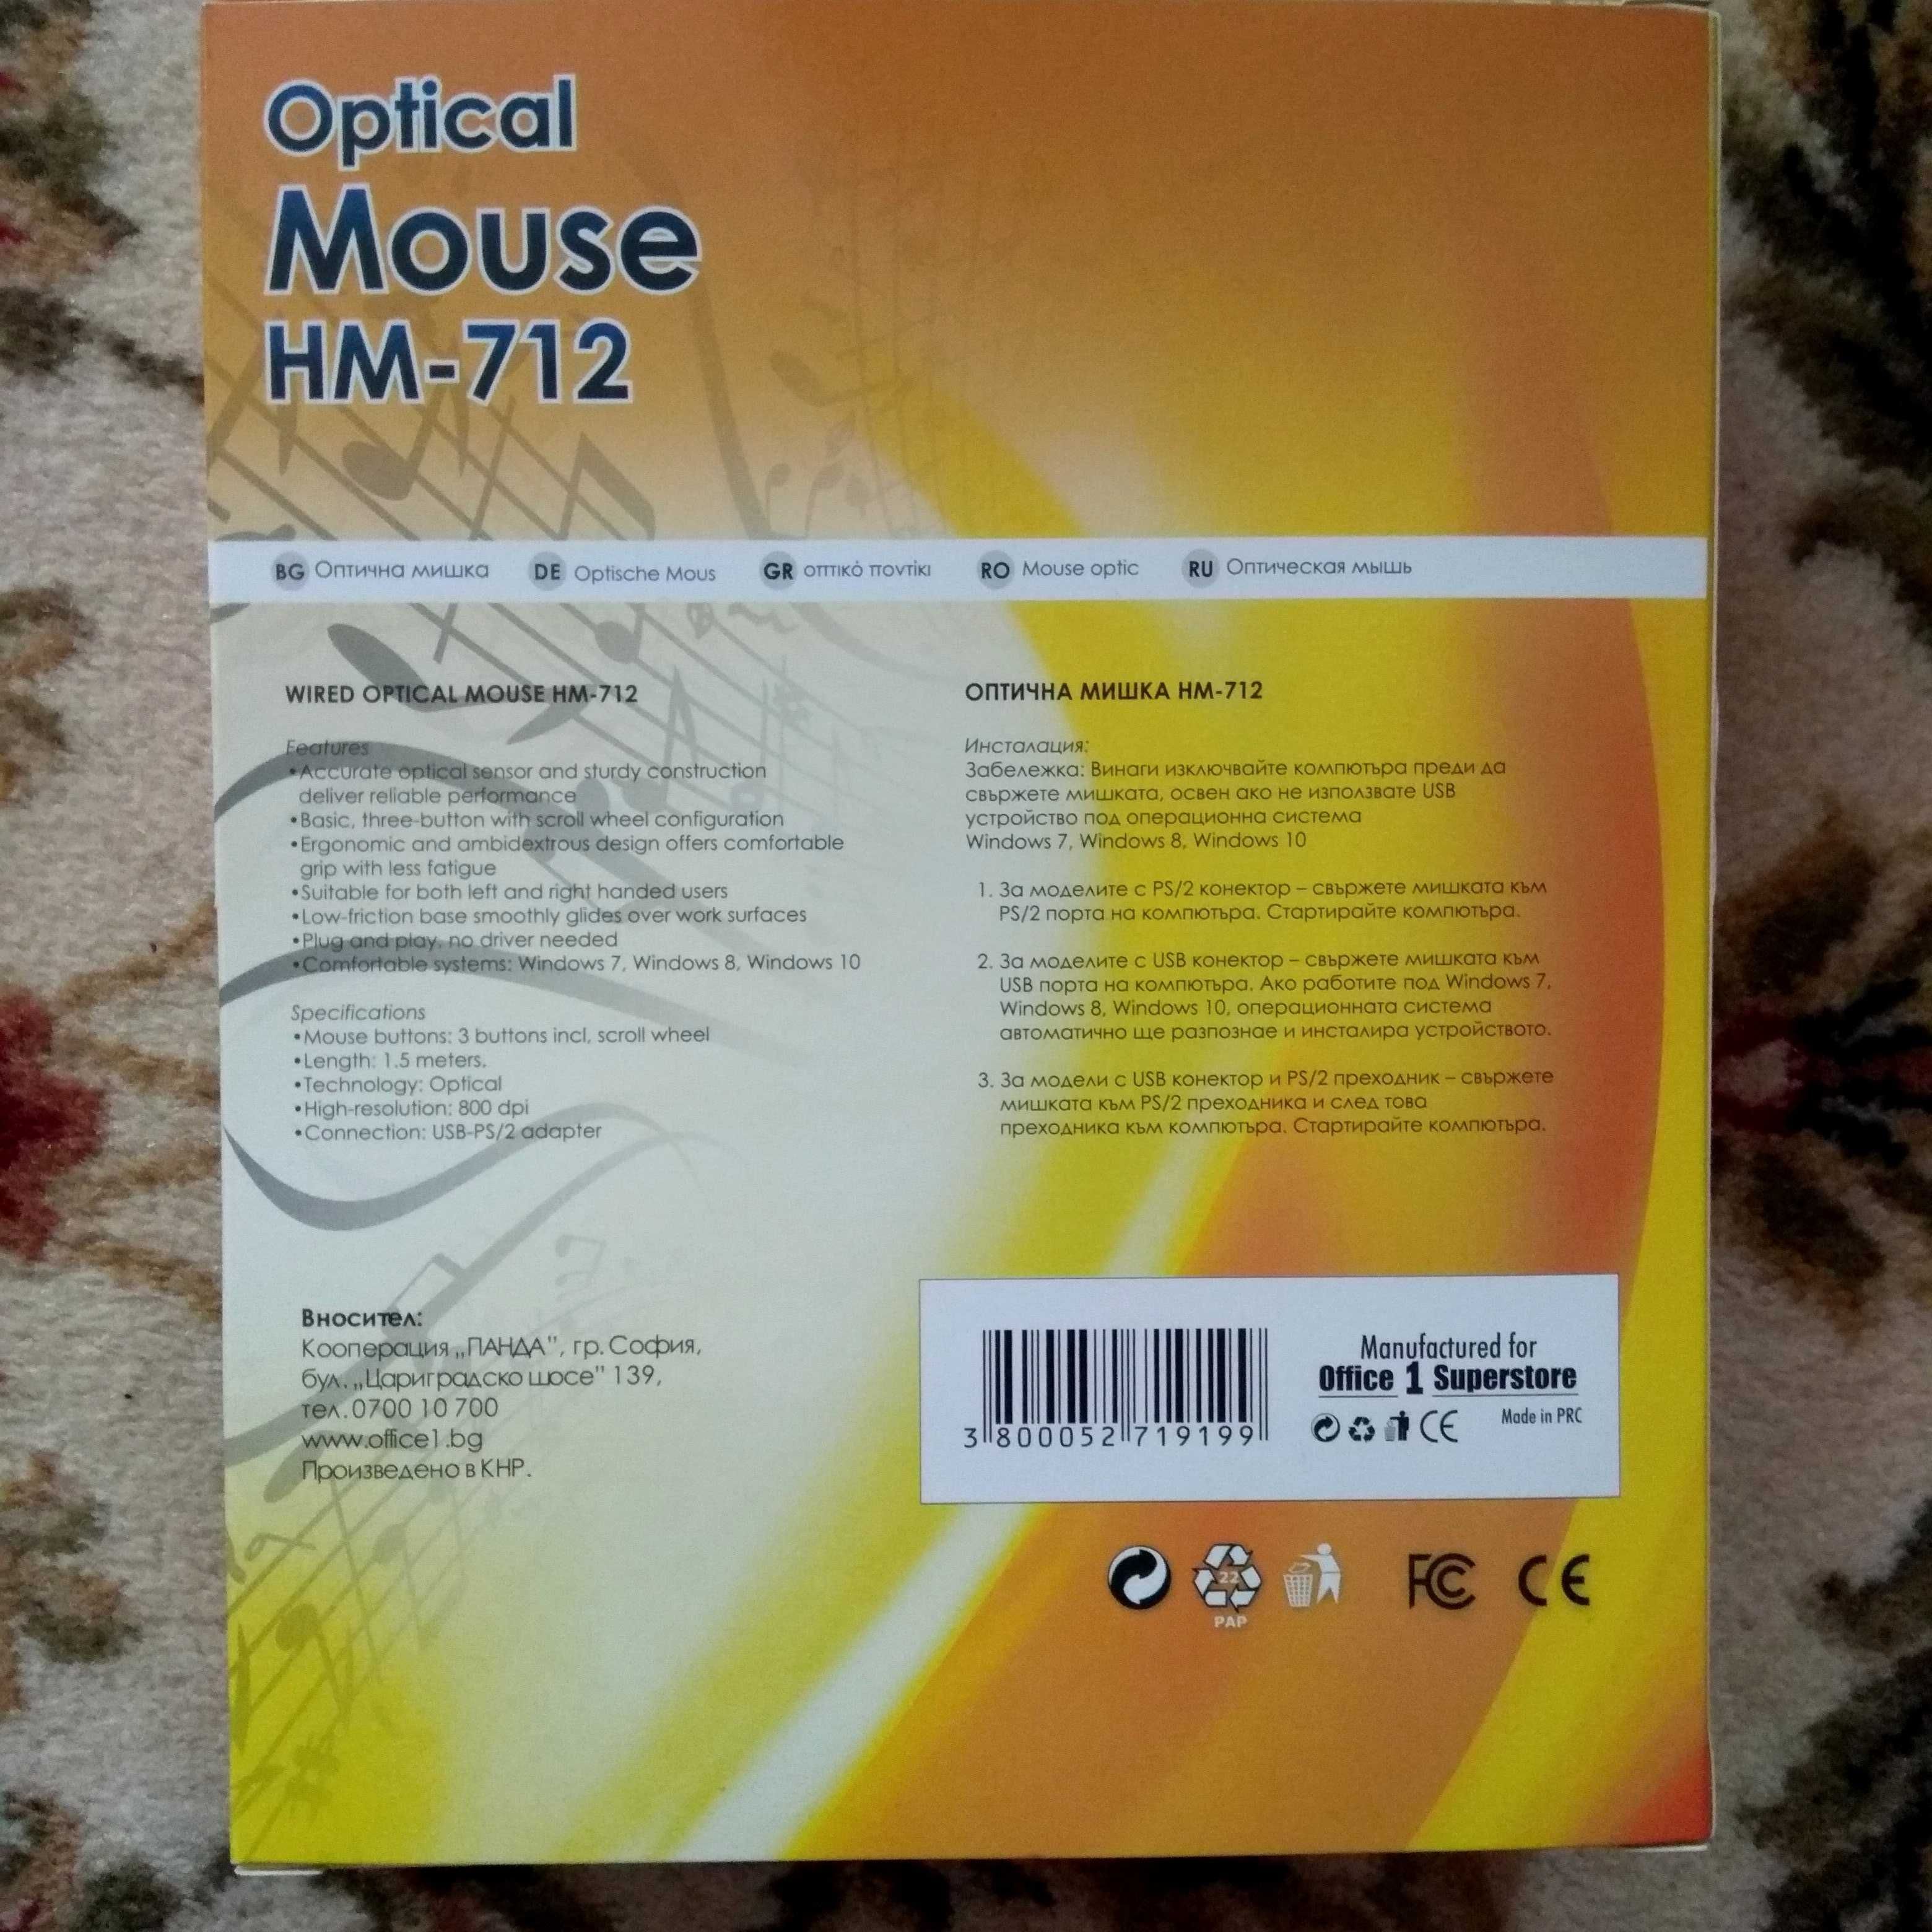 Optical
Mouse
HM-712
BG Оптична мишка DE Optische Mous GR οπτικὸ ποντἰκι RO Mouse optic RU Оптическая мышь
WIRED OPTICAL MOUSE HM-712
Features
•Accurate optical sensor and sturdy construction
deliver reliable performance
•Basic, three-button with scroll wheel configuration
•Ergonomic and ambidextrous design offers comfortable
grip with less fatigue
•Suitable for both left and right handed users
•Low-friction base smoothly glides over work surfaces
•Plug and play, no driver needed
•Comfortable systems: Windows 7, Windows 8, Windows 10
Specifications
•Mouse buttons: 3 buttons incl, scroll wheel
•Length: 1.5 meters.
•Technology: Optical
•High-resolution: 800 dpi
•Connection: USB-PS/2 adapter
ОПТИЧНА МИШКА HM-712
Инсталация:
Забележка: Винаги изключвайте компютъра преди да
свържете мишката, освен ако не използвате USB
устройство под операционна система
Windows 7, Windows 8, Windows 10
1. За моделите с PS/2 конектор – свържете мишката към
PS/2 порта на компютъра. Стартирайте компютъра.
2. За моделите с USB конектор – свържете мишката към
USB порта на компютъра. Ако работите под Windows 7,
Windows 8, Windows 10, операционната система
автоматично ще разпознае и инсталира устройството.
3. За модели с USB конектор и PS/2 преходник – свържете
мишката към PS/2 преходника и след това
преходника към компютъра. Стартирайте компютъра.
Вносител:
Кооперация „ПАНДА", гр. София,
бул. „Цариградско шосе" 139,
тел. 0700 10 700
www.office1.bg
Произведено в КНР.
3 800052 719199
Manufactured for
Office 1 Superstore
CE Made in PRC
22 FC CE
PAP